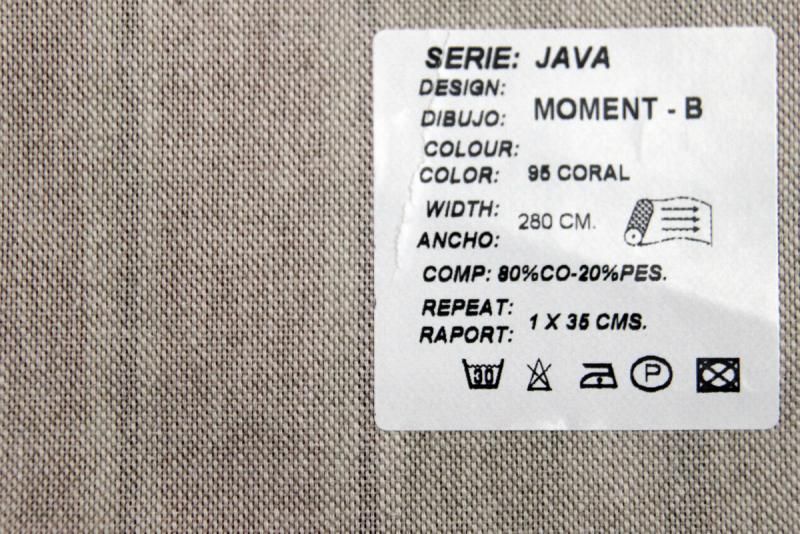 SERIE: JAVA
DESIGN:
DIBUJO:
MOMENT - B
COLOUR:
COLOR: 95 CORAL
WIDTH:
ANCHO:
280 CM.
COMP: 80%CO-20%PES.
REPEAT:
RAPORT:
1 X 35 CMS.
30 P